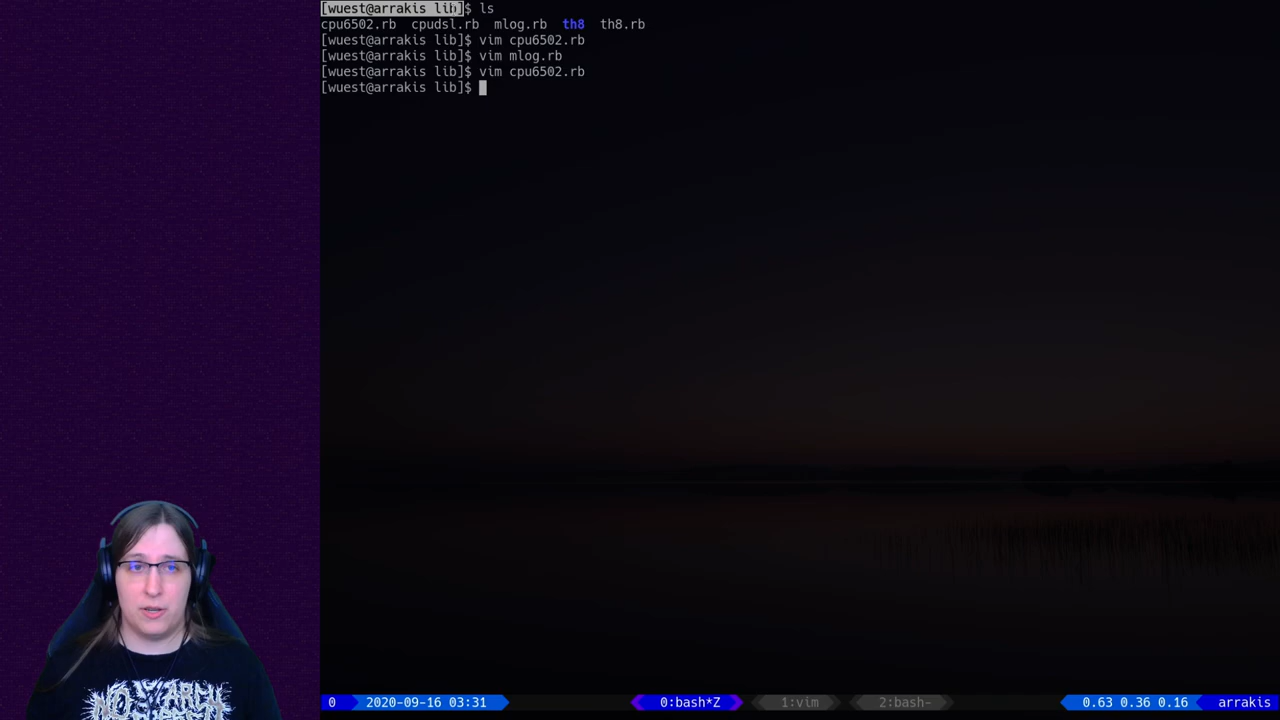 [wuest@arrakis lib]$ ls
cpu6502.rb  cpudsl.rb  mlog.rb  th8  th8.rb
[wuest@arrakis lib]$ vim cpu6502.rb
[wuest@arrakis lib]$ vim mlog.rb
[wuest@arrakis lib]$ vim cpu6502.rb
[wuest@arrakis lib]$
0 2020-09-16 03:31 0:bash*Z 1:vim 2:bash- 0.63 0.36 0.16 arrakis